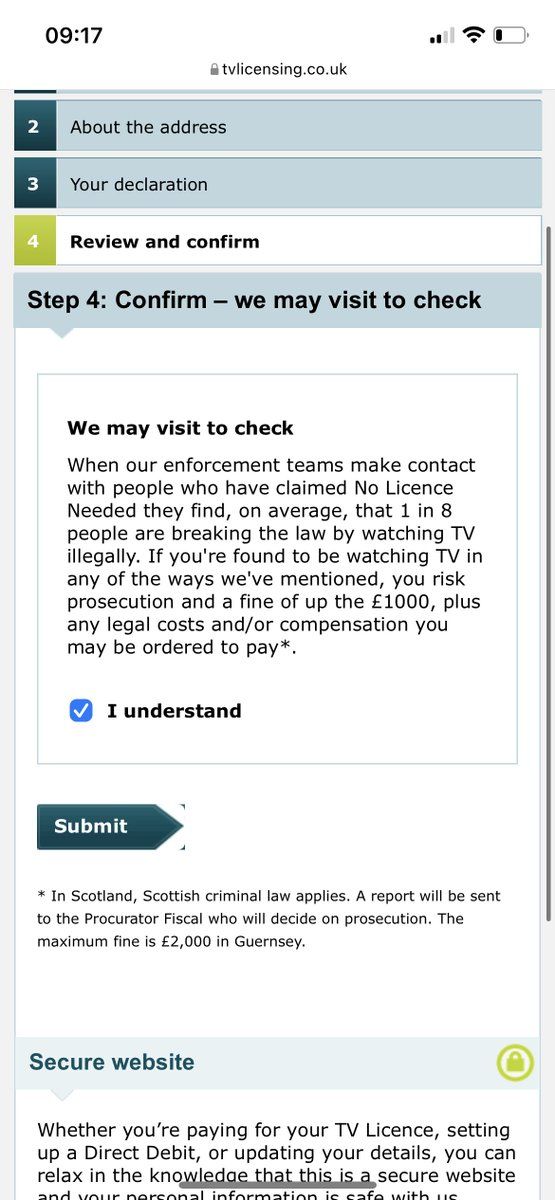 09:17
tvlicensing.co.uk
2 About the address
3 Your declaration
4 Review and confirm
Step 4: Confirm – we may visit to check
We may visit to check
When our enforcement teams make contact
with people who have claimed No Licence
Needed they find, on average, that 1 in 8
people are breaking the law by watching TV
illegally. If you're found to be watching TV in
any of the ways we've mentioned, you risk
prosecution and a fine of up the £1000, plus
any legal costs and/or compensation you
may be ordered to pay*.
I understand
Submit
* In Scotland, Scottish criminal law applies. A report will be sent
to the Procurator Fiscal who will decide on prosecution. The
maximum fine is £2,000 in Guernsey.
Secure website
Whether you’re paying for your TV Licence, setting
up a Direct Debit, or updating your details, you can
relax in the knowledge that this is a secure website
and your personal information is safe with us